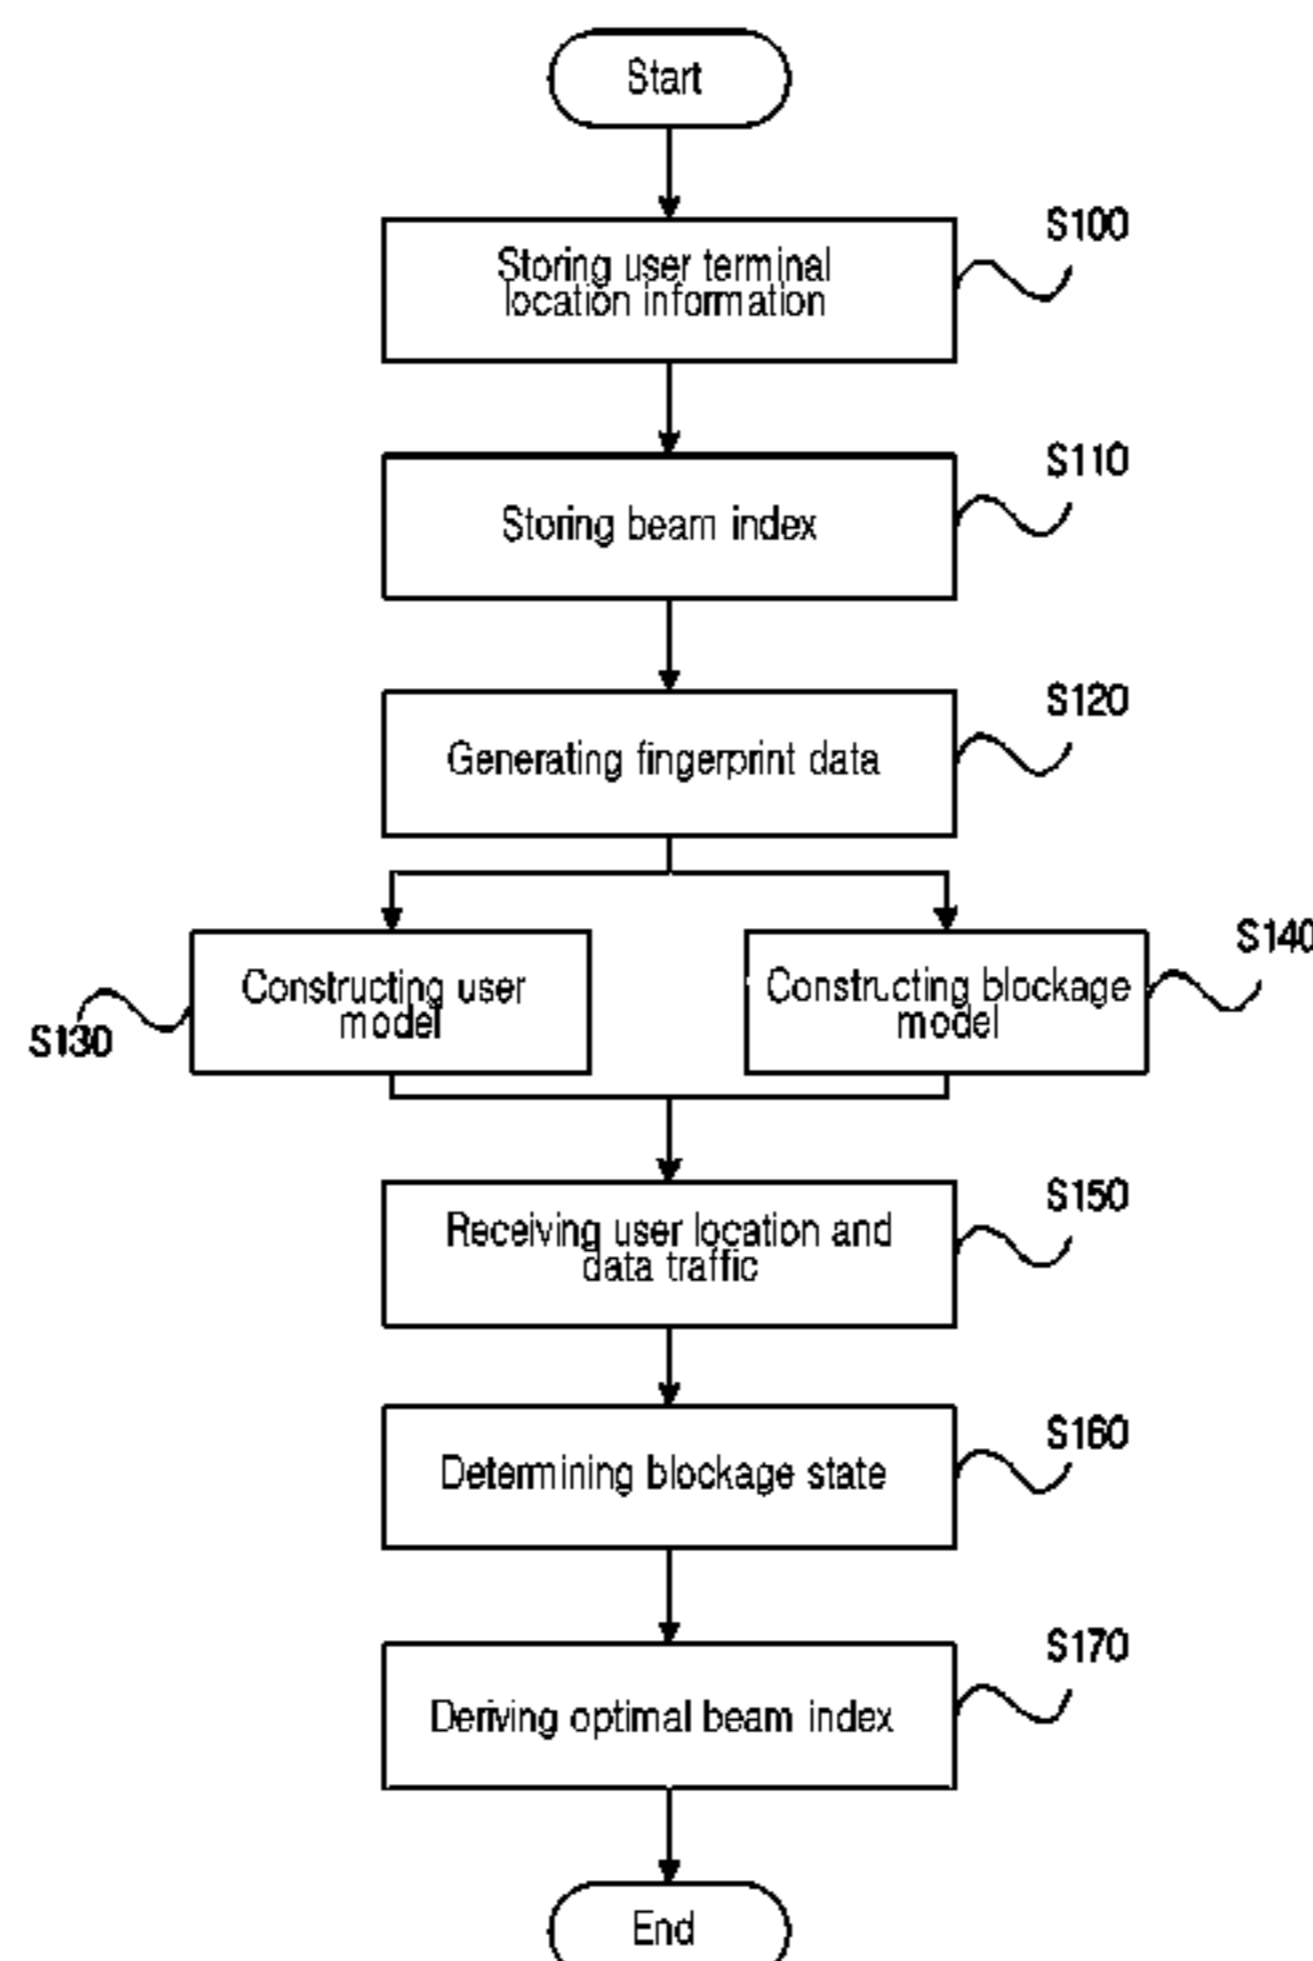 Start
S100
Storing user terminal
location information
S110
Storing beam index
S120
Generating fingerprint data
S130
Constructing user
model
S140
Constructing blockage
model
S150
Receiving user location and
data traffic
S160
Determining blockage state
S170
Deriving optimal beam index
End